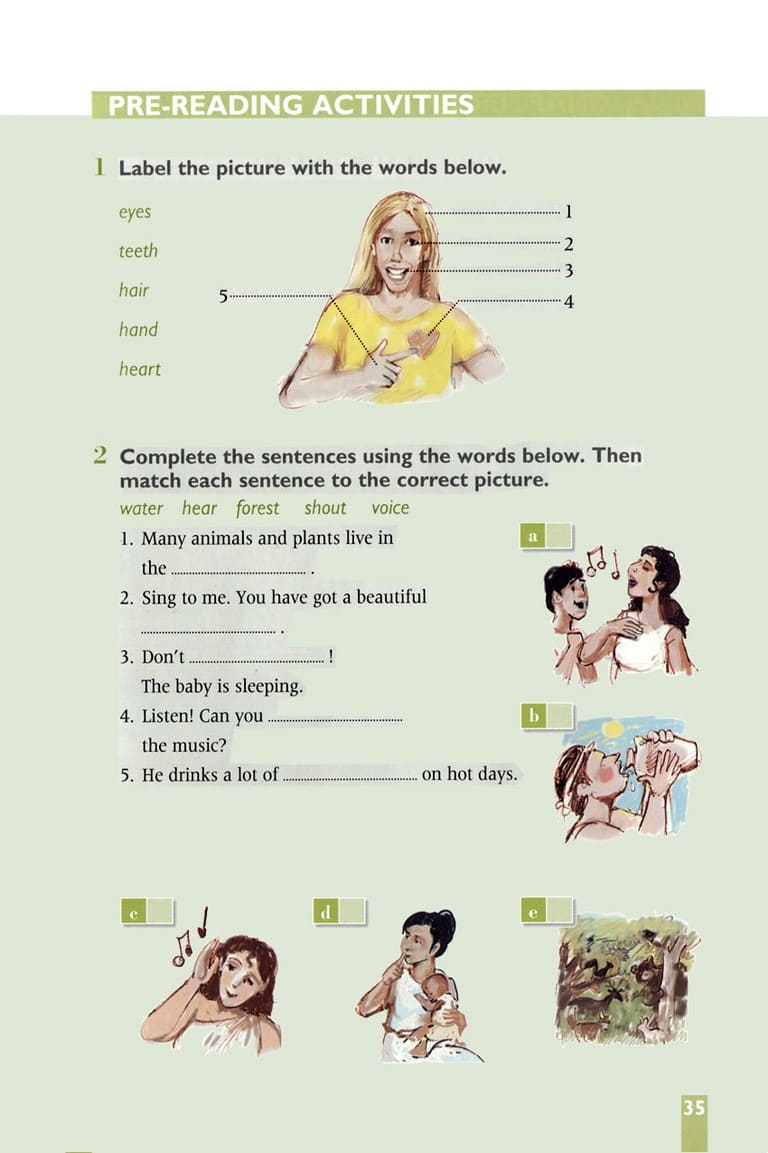 PRE-READING ACTIVITIES
1 Label the picture with the words below.
eyes
teeth
hair
hand
heart
1
2
3
4
5
2 Complete the sentences using the words below. Then
match each sentence to the correct picture.
water hear forest shout voice
1. Many animals and plants live in
the ........................................ .
2. Sing to me. You have got a beautiful
........................................ .
3. Don't ........................................ !
The baby is sleeping.
4. Listen! Can you ........................................
the music?
5. He drinks a lot of ........................................ on hot days.
a
b
c
d
e
35